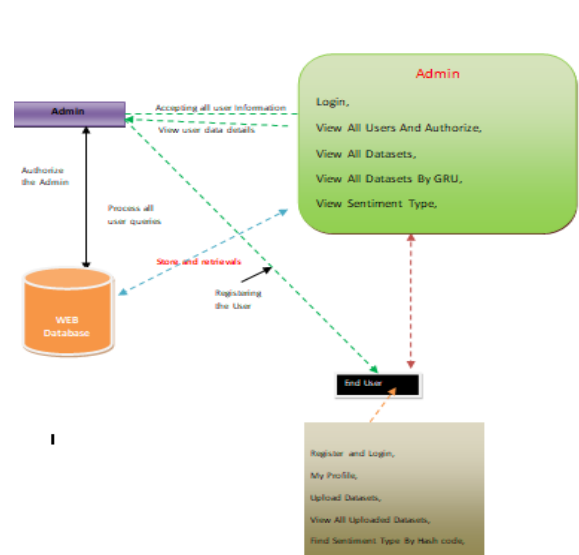 Admin
Login,
View All Users And Authorize,
View All Datasets,
View All Datasets By GRU,
View Sentiment Type,
Admin
Accepting all user Information
View user data details
Authorize
the Admin
Process all
user queries
Store and retrievals
Registering
the User
WEB
Database
End User
Register and Login,
My Profile,
Upload Datasets,
View All Uploaded Datasets,
Find Sentiment Type By Hash code,